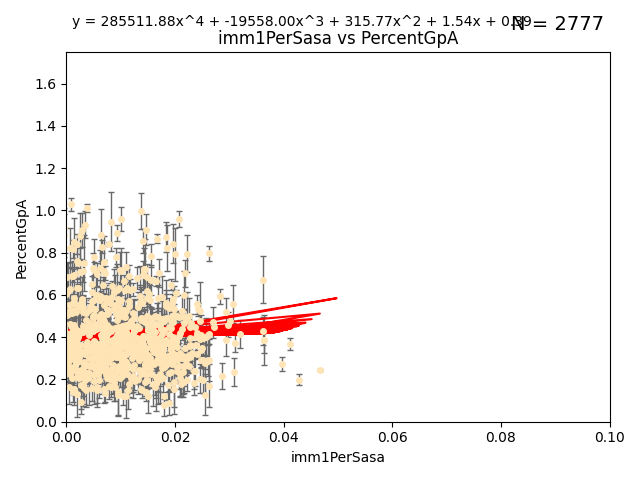 y = 285511.88x^4 + -19558.00x^3 + 315.77x^2 + 1.54x + 0.39
N = 2777
imm1PerSasa vs PercentGpA
PercentGpA
1.6
1.4
1.2
1.0
0.8
0.6
0.4
0.2
0.0
0.00 0.02 0.04 0.06 0.08 0.10
imm1PerSasa